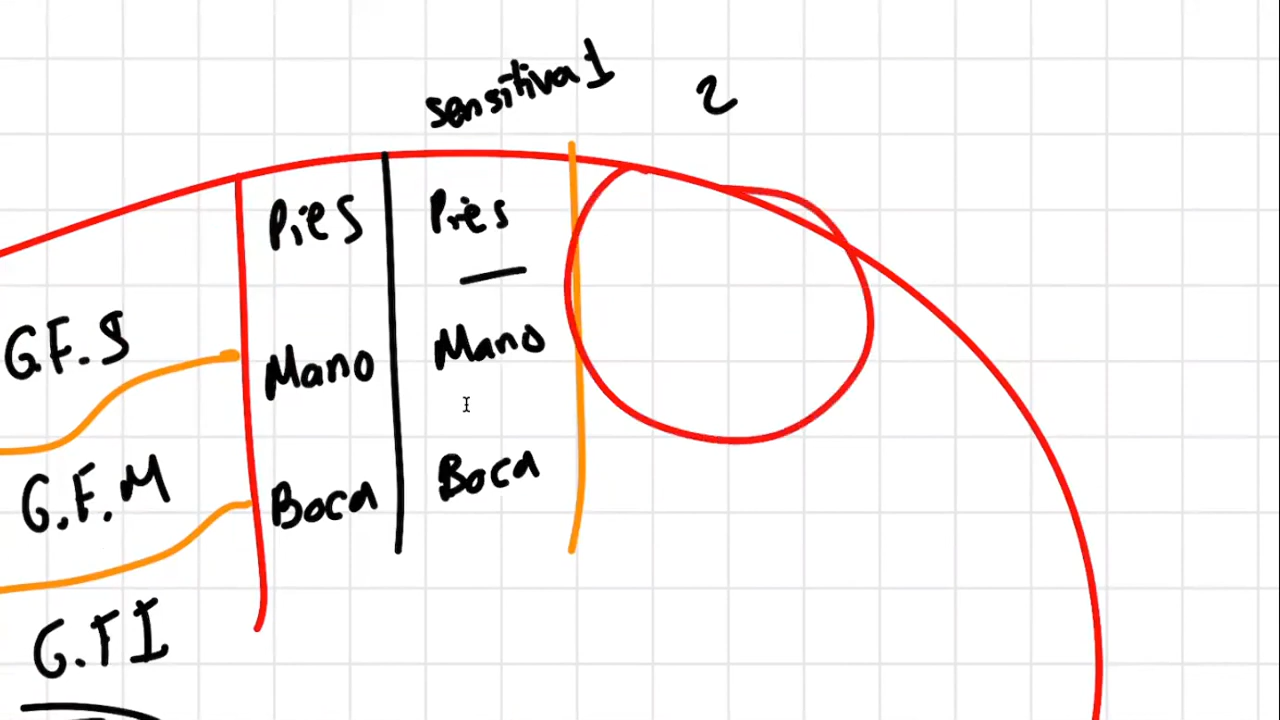 sensitiva 1
2
Pies
Pies
G.F.S
Mano
Mano
G.F.M
Boca
Boca
G.F I